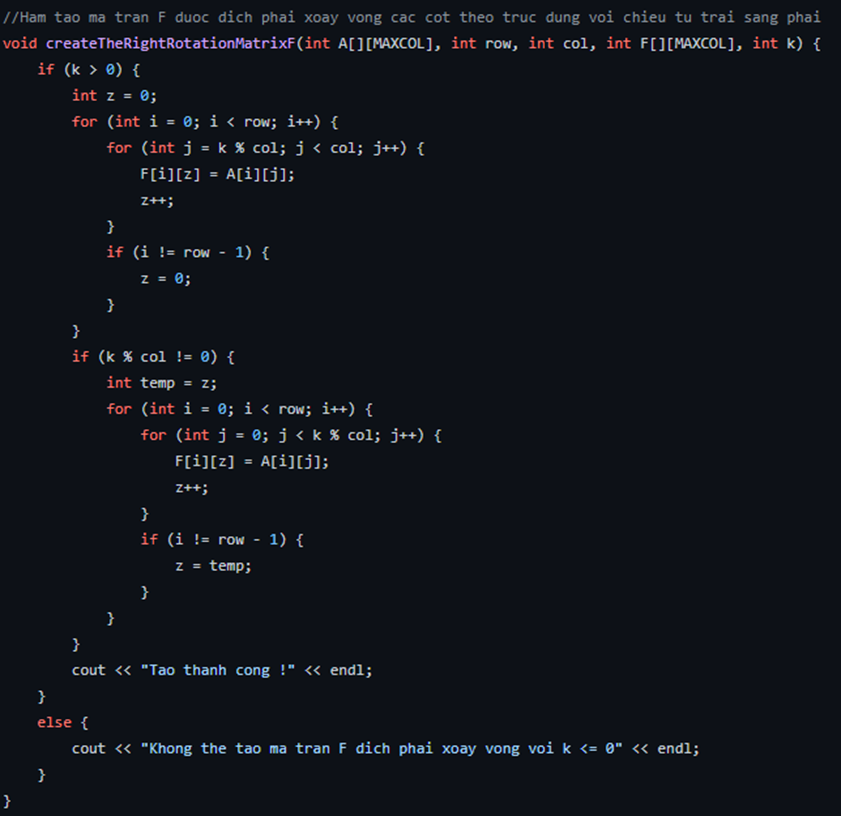 //Ham tao ma tran F duoc dich phai xoay vong cac cot theo truc dung voi chieu tu trai sang phai
void createTheRightRotationMatrixF(int A[][MAXCOL], int row, int col, int F[][MAXCOL], int k) {
    if (k > 0) {
        int z = 0;
        for (int i = 0; i < row; i++) {
            for (int j = k % col; j < col; j++) {
                F[i][z] = A[i][j];
                z++;
            }
            if (i != row - 1) {
                z = 0;
            }
        }
        if (k % col != 0) {
            int temp = z;
            for (int i = 0; i < row; i++) {
                for (int j = 0; j < k % col; j++) {
                    F[i][z] = A[i][j];
                    z++;
                }
                if (i != row - 1) {
                    z = temp;
                }
            }
        }
        cout << "Tao thanh cong !" << endl;
    }
    else {
        cout << "Khong the tao ma tran F dich phai xoay vong voi k <= 0" << endl;
    }
}